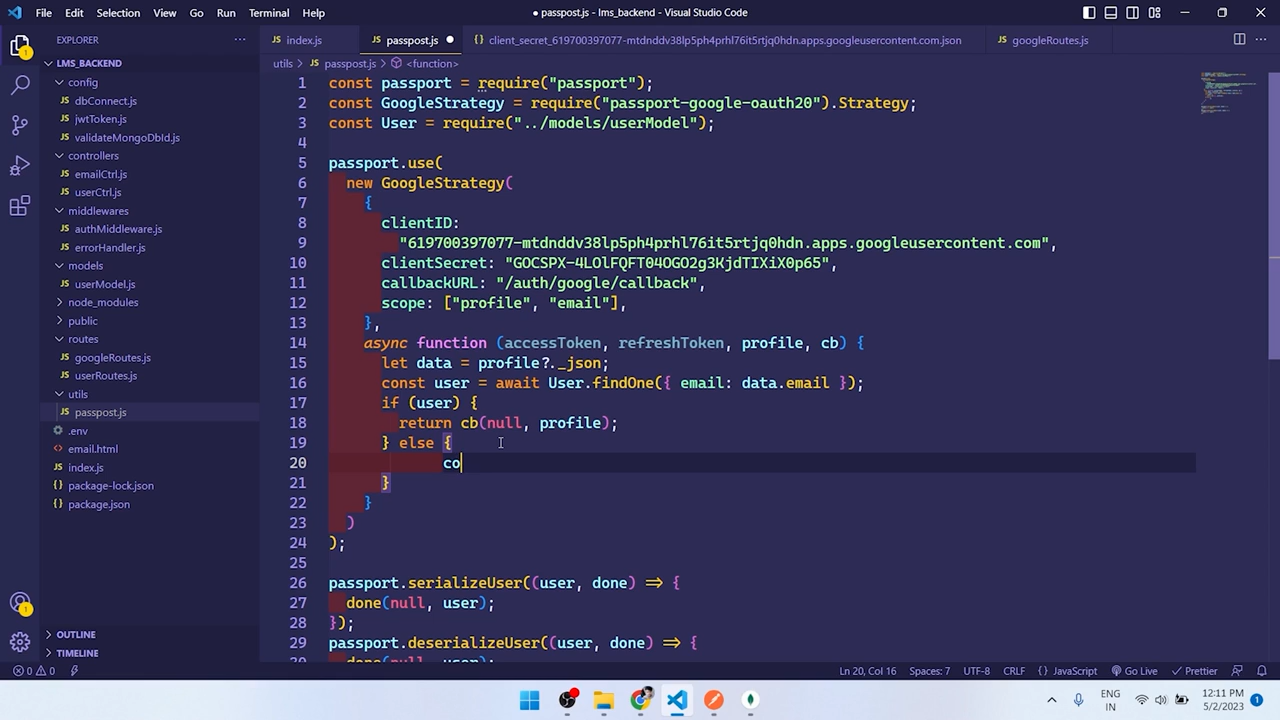 File Edit Selection View Go Run Terminal Help
● passpost.js - lms_backend - Visual Studio Code
EXPLORER ···
JS index.js
JS passpost.js ●
client_secret_619700397077-mtdnddv38lp5ph4prhl76it5rtjq0hdn.apps.googleusercontent.com.json
JS googleRoutes.js
utils > JS passpost.js > <function>
LMS_BACKEND
config
JS dbConnect.js
JS jwtToken.js
JS validateMongoDbId.js
controllers
JS emailCtrl.js
JS userCtrl.js
middlewares
JS authMiddleware.js
JS errorHandler.js
models
JS userModel.js
node_modules
public
routes
JS googleRoutes.js
JS userRoutes.js
utils
JS passpost.js
.env
email.html
JS index.js
package-lock.json
package.json
OUTLINE
TIMELINE
1 const passport = require("passport");
2 const GoogleStrategy = require("passport-google-oauth20").Strategy;
3 const User = require("../models/userModel");
4
5 passport.use(
6 new GoogleStrategy(
7 {
8 clientID:
9 "619700397077-mtdnddv38lp5ph4prhl76it5rtjq0hdn.apps.googleusercontent.com",
10 clientSecret: "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",
11 callbackURL: "/auth/google/callback",
12 scope: ["profile", "email"],
13 },
14 async function (accessToken, refreshToken, profile, cb) {
15 let data = profile?._json;
16 const user = await User.findOne({ email: data.email });
17 if (user) {
18 return cb(null, profile);
19 } else {
20 co
21 }
22 }
23 )
24 );
25
26 passport.serializeUser((user, done) => {
27 done(null, user);
28 });
29 passport.deserializeUser((user, done) => {
30 done(null, user);
0 0 Ln 20, Col 16 Spaces: 7 UTF-8 CRLF { } JavaScript Go Live Prettier
ENG
IN
12:11 PM
5/2/2023
1